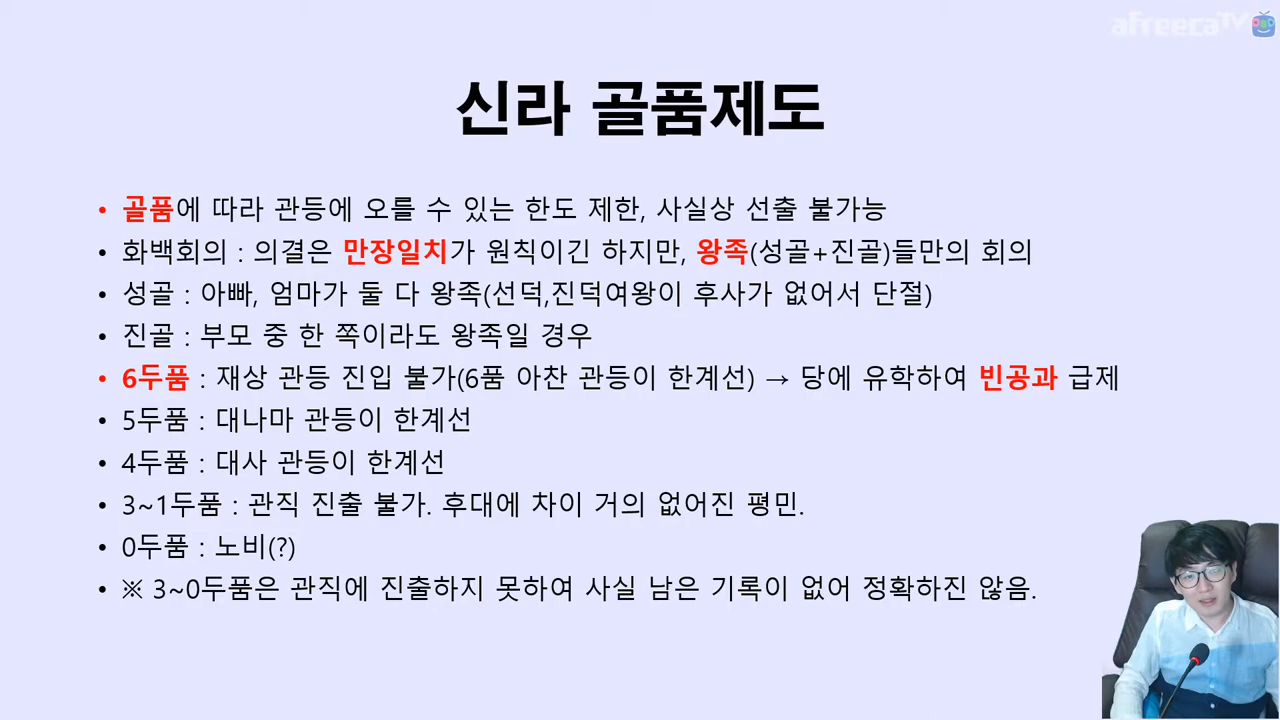 afreecaTV
신라 골품제도
• 골품에 따라 관등에 오를 수 있는 한도 제한, 사실상 선출 불가능
• 화백회의 : 의결은 만장일치가 원칙이긴 하지만, 왕족(성골+진골)들만의 회의
• 성골 : 아빠, 엄마가 둘 다 왕족(선덕,진덕여왕이 후사가 없어서 단절)
• 진골 : 부모 중 한 쪽이라도 왕족일 경우
• 6두품 : 재상 관등 진입 불가(6품 아찬 관등이 한계선) → 당에 유학하여 빈공과 급제
• 5두품 : 대나마 관등이 한계선
• 4두품 : 대사 관등이 한계선
• 3~1두품 : 관직 진출 불가. 후대에 차이 거의 없어진 평민.
• 0두품 : 노비(?)
• ※ 3~0두품은 관직에 진출하지 못하여 사실 남은 기록이 없어 정확하진 않음.